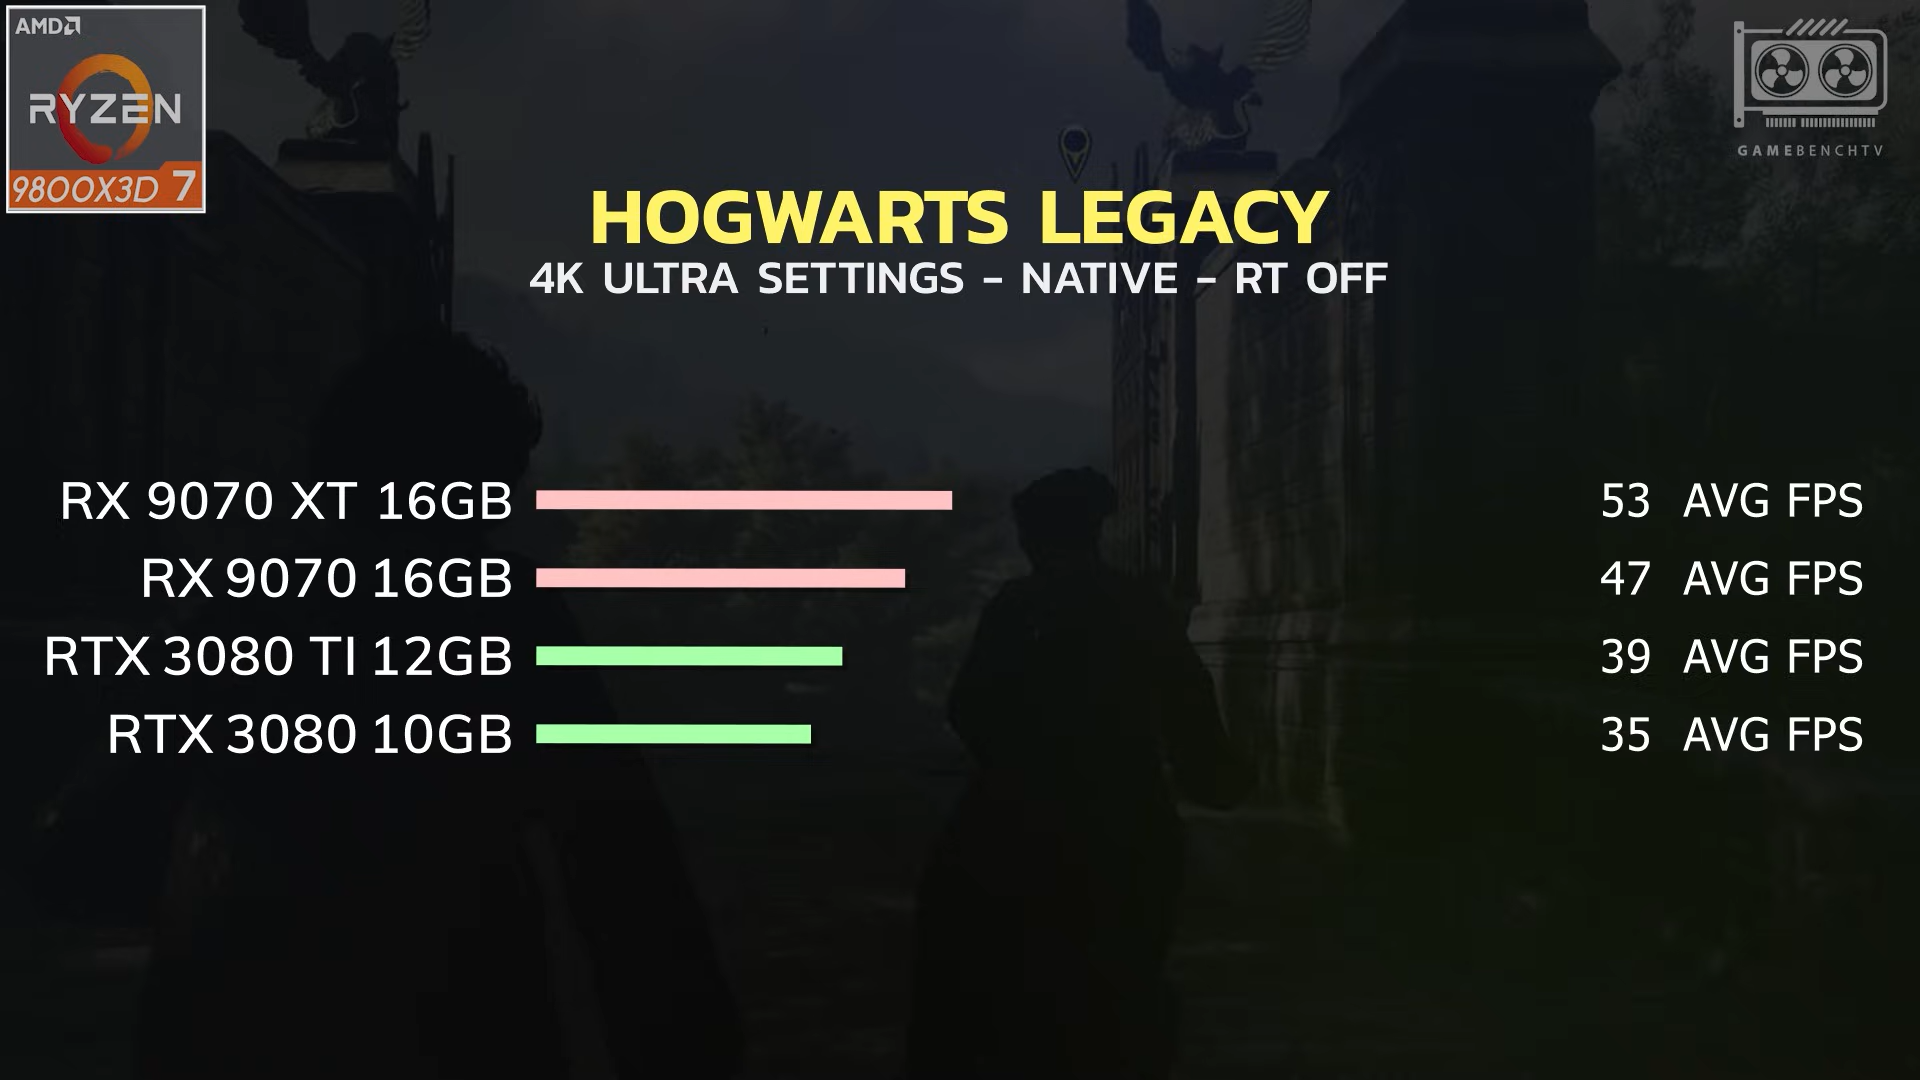 AMD
RYZEN
9800X3D 7
GAMEBENCHTV
HOGWARTS LEGACY
4K ULTRA SETTINGS - NATIVE - RT OFF
RX 9070 XT 16GB 53 AVG FPS
RX 9070 16GB 47 AVG FPS
RTX 3080 TI 12GB 39 AVG FPS
RTX 3080 10GB 35 AVG FPS